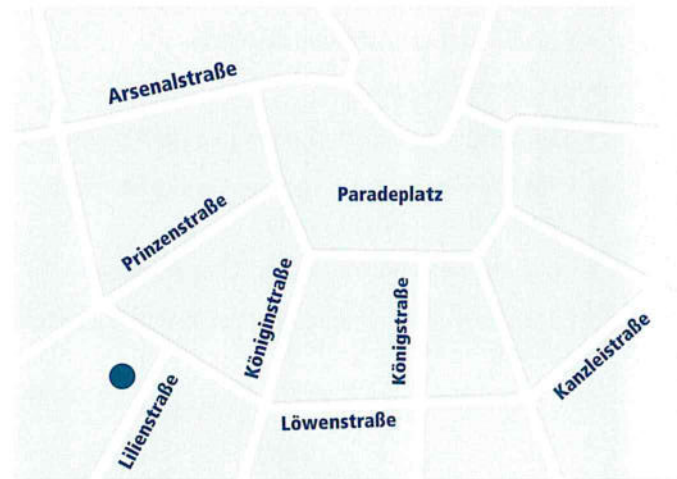 Arsenalstraße
Paradeplatz
Prinzenstraße
Königinstraße
Königstraße
Kanzleistraße
Lilienstraße
Löwenstraße